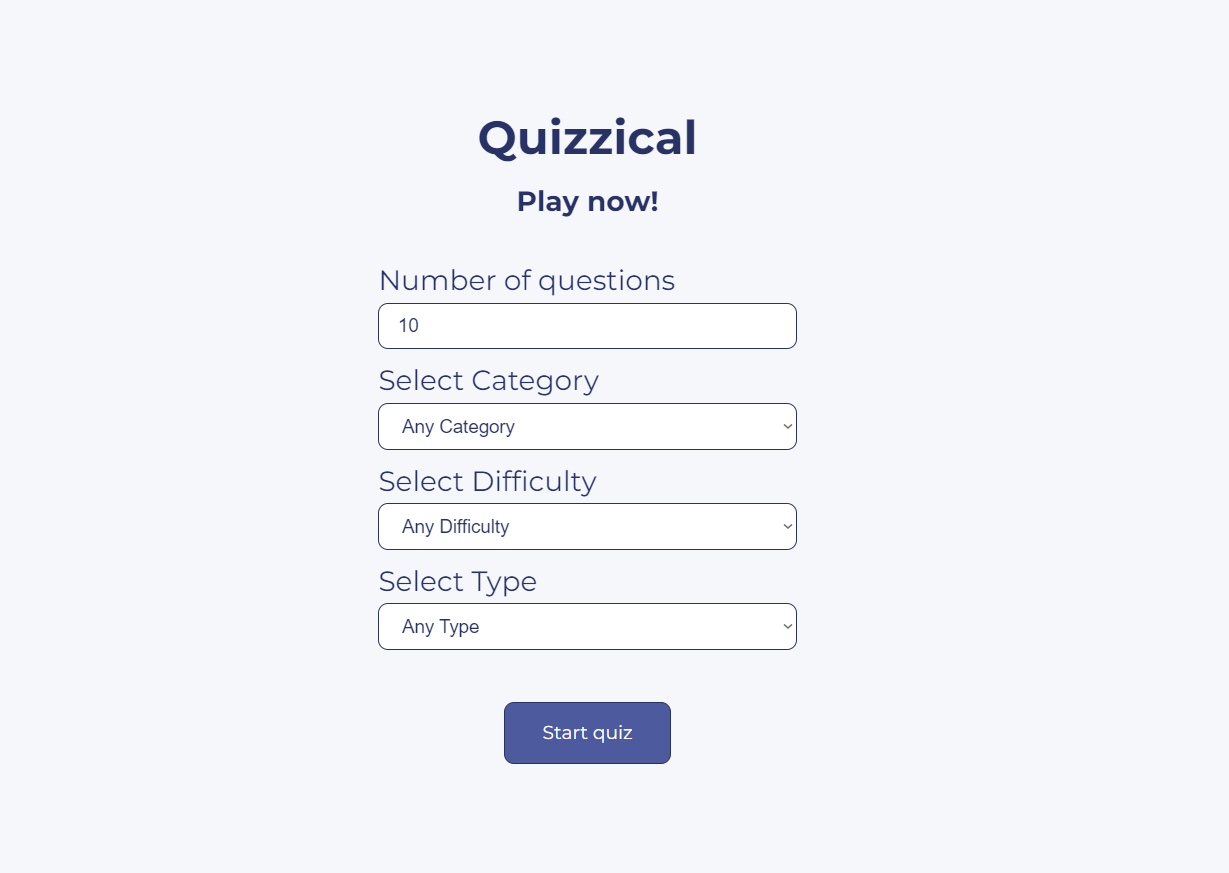 Quizzical
Play now!
Number of questions
10
Select Category
Any Category
Select Difficulty
Any Difficulty
Select Type
Any Type
Start quiz